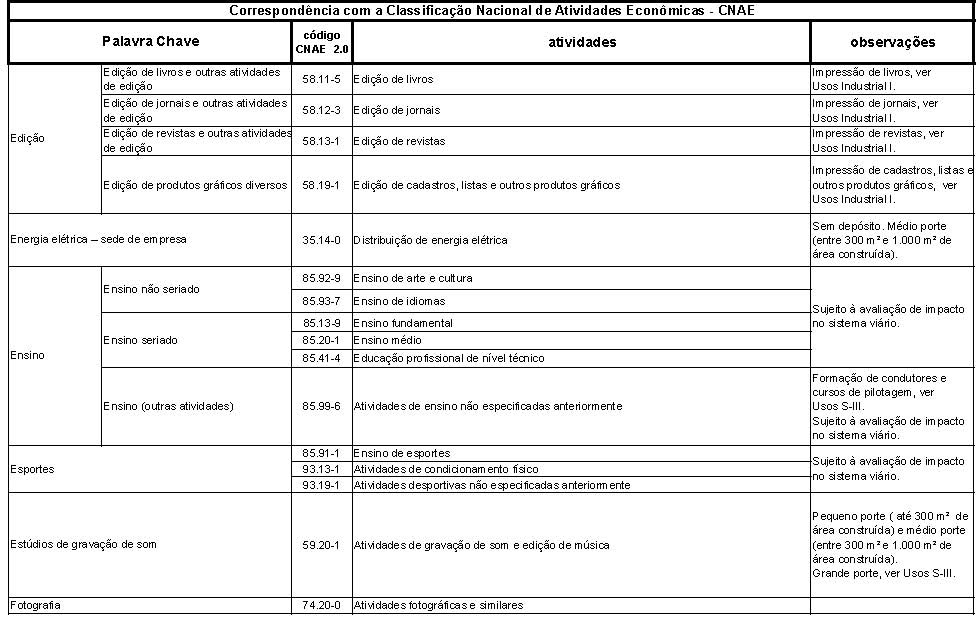 Correspondência com a Classificação Nacional de Atividades Econômicas - CNAE
Palavra Chave
código
CNAE 2.0
atividades
observações
Edição
Edição de livros e outras atividades
de edição
58.11-5
Edição de livros
Impressão de livros, ver
Usos Industrial I.
Edição de jornais e outras atividades
de edição
58.12-3
Edição de jornais
Impressão de jornais, ver
Usos Industrial I.
Edição de revistas e outras atividades
de edição
58.13-1
Edição de revistas
Impressão de revistas, ver
Usos Industrial I.
Edição de produtos gráficos diversos
58.19-1
Edição de cadastros, listas e outros produtos gráficos
Impressão de cadastros, listas e
outros produtos gráficos, ver
Usos Industrial I.
Energia elétrica – sede de empresa
35.14-0
Distribuição de energia elétrica
Sem depósito. Médio porte
(entre 300 m² e 1.000 m² de
área construída).
Ensino
Ensino não seriado
85.92-9
Ensino de arte e cultura
85.93-7
Ensino de idiomas
Ensino seriado
85.13-9
Ensino fundamental
85.20-1
Ensino médio
85.41-4
Educação profissional de nível técnico
Sujeito à avaliação de impacto
no sistema viário.
Ensino (outras atividades)
85.99-6
Atividades de ensino não especificadas anteriormente
Formação de condutores e
cursos de pilotagem, ver
Usos S-III.
Sujeito à avaliação de impacto
no sistema viário.
Esportes
85.91-1
Ensino de esportes
93.13-1
Atividades de condicionamento físico
93.19-1
Atividades desportivas não especificadas anteriormente
Sujeito à avaliação de impacto
no sistema viário.
Estúdios de gravação de som
59.20-1
Atividades de gravação de som e edição de música
Pequeno porte ( até 300 m² de
área construída) e médio porte
(entre 300 m² e 1.000 m² de
área construída).
Grande porte, ver Usos S-III.
Fotografia
74.20-0
Atividades fotográficas e similares